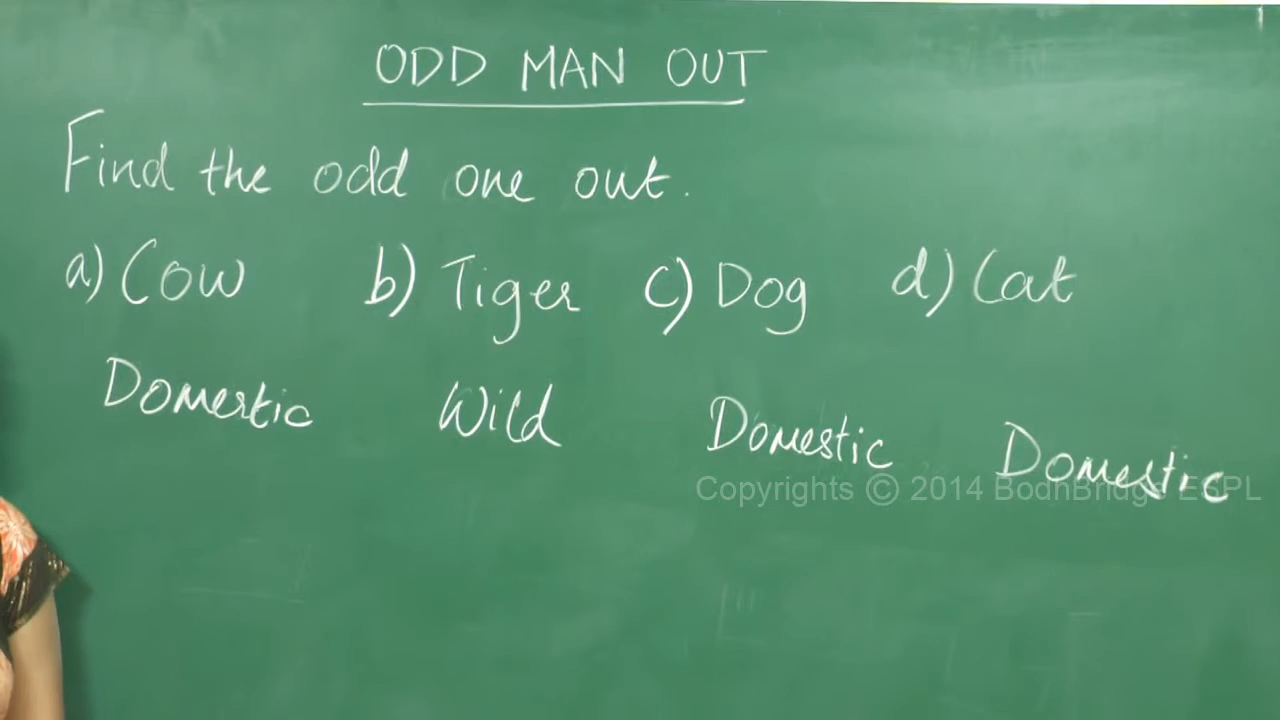 ODD MAN OUT
Find the odd one out.
a) Cow b) Tiger c) Dog d) Cat
Domestic Wild Domestic Domestic
Copyrights © 2014 BodhBridge ESPL